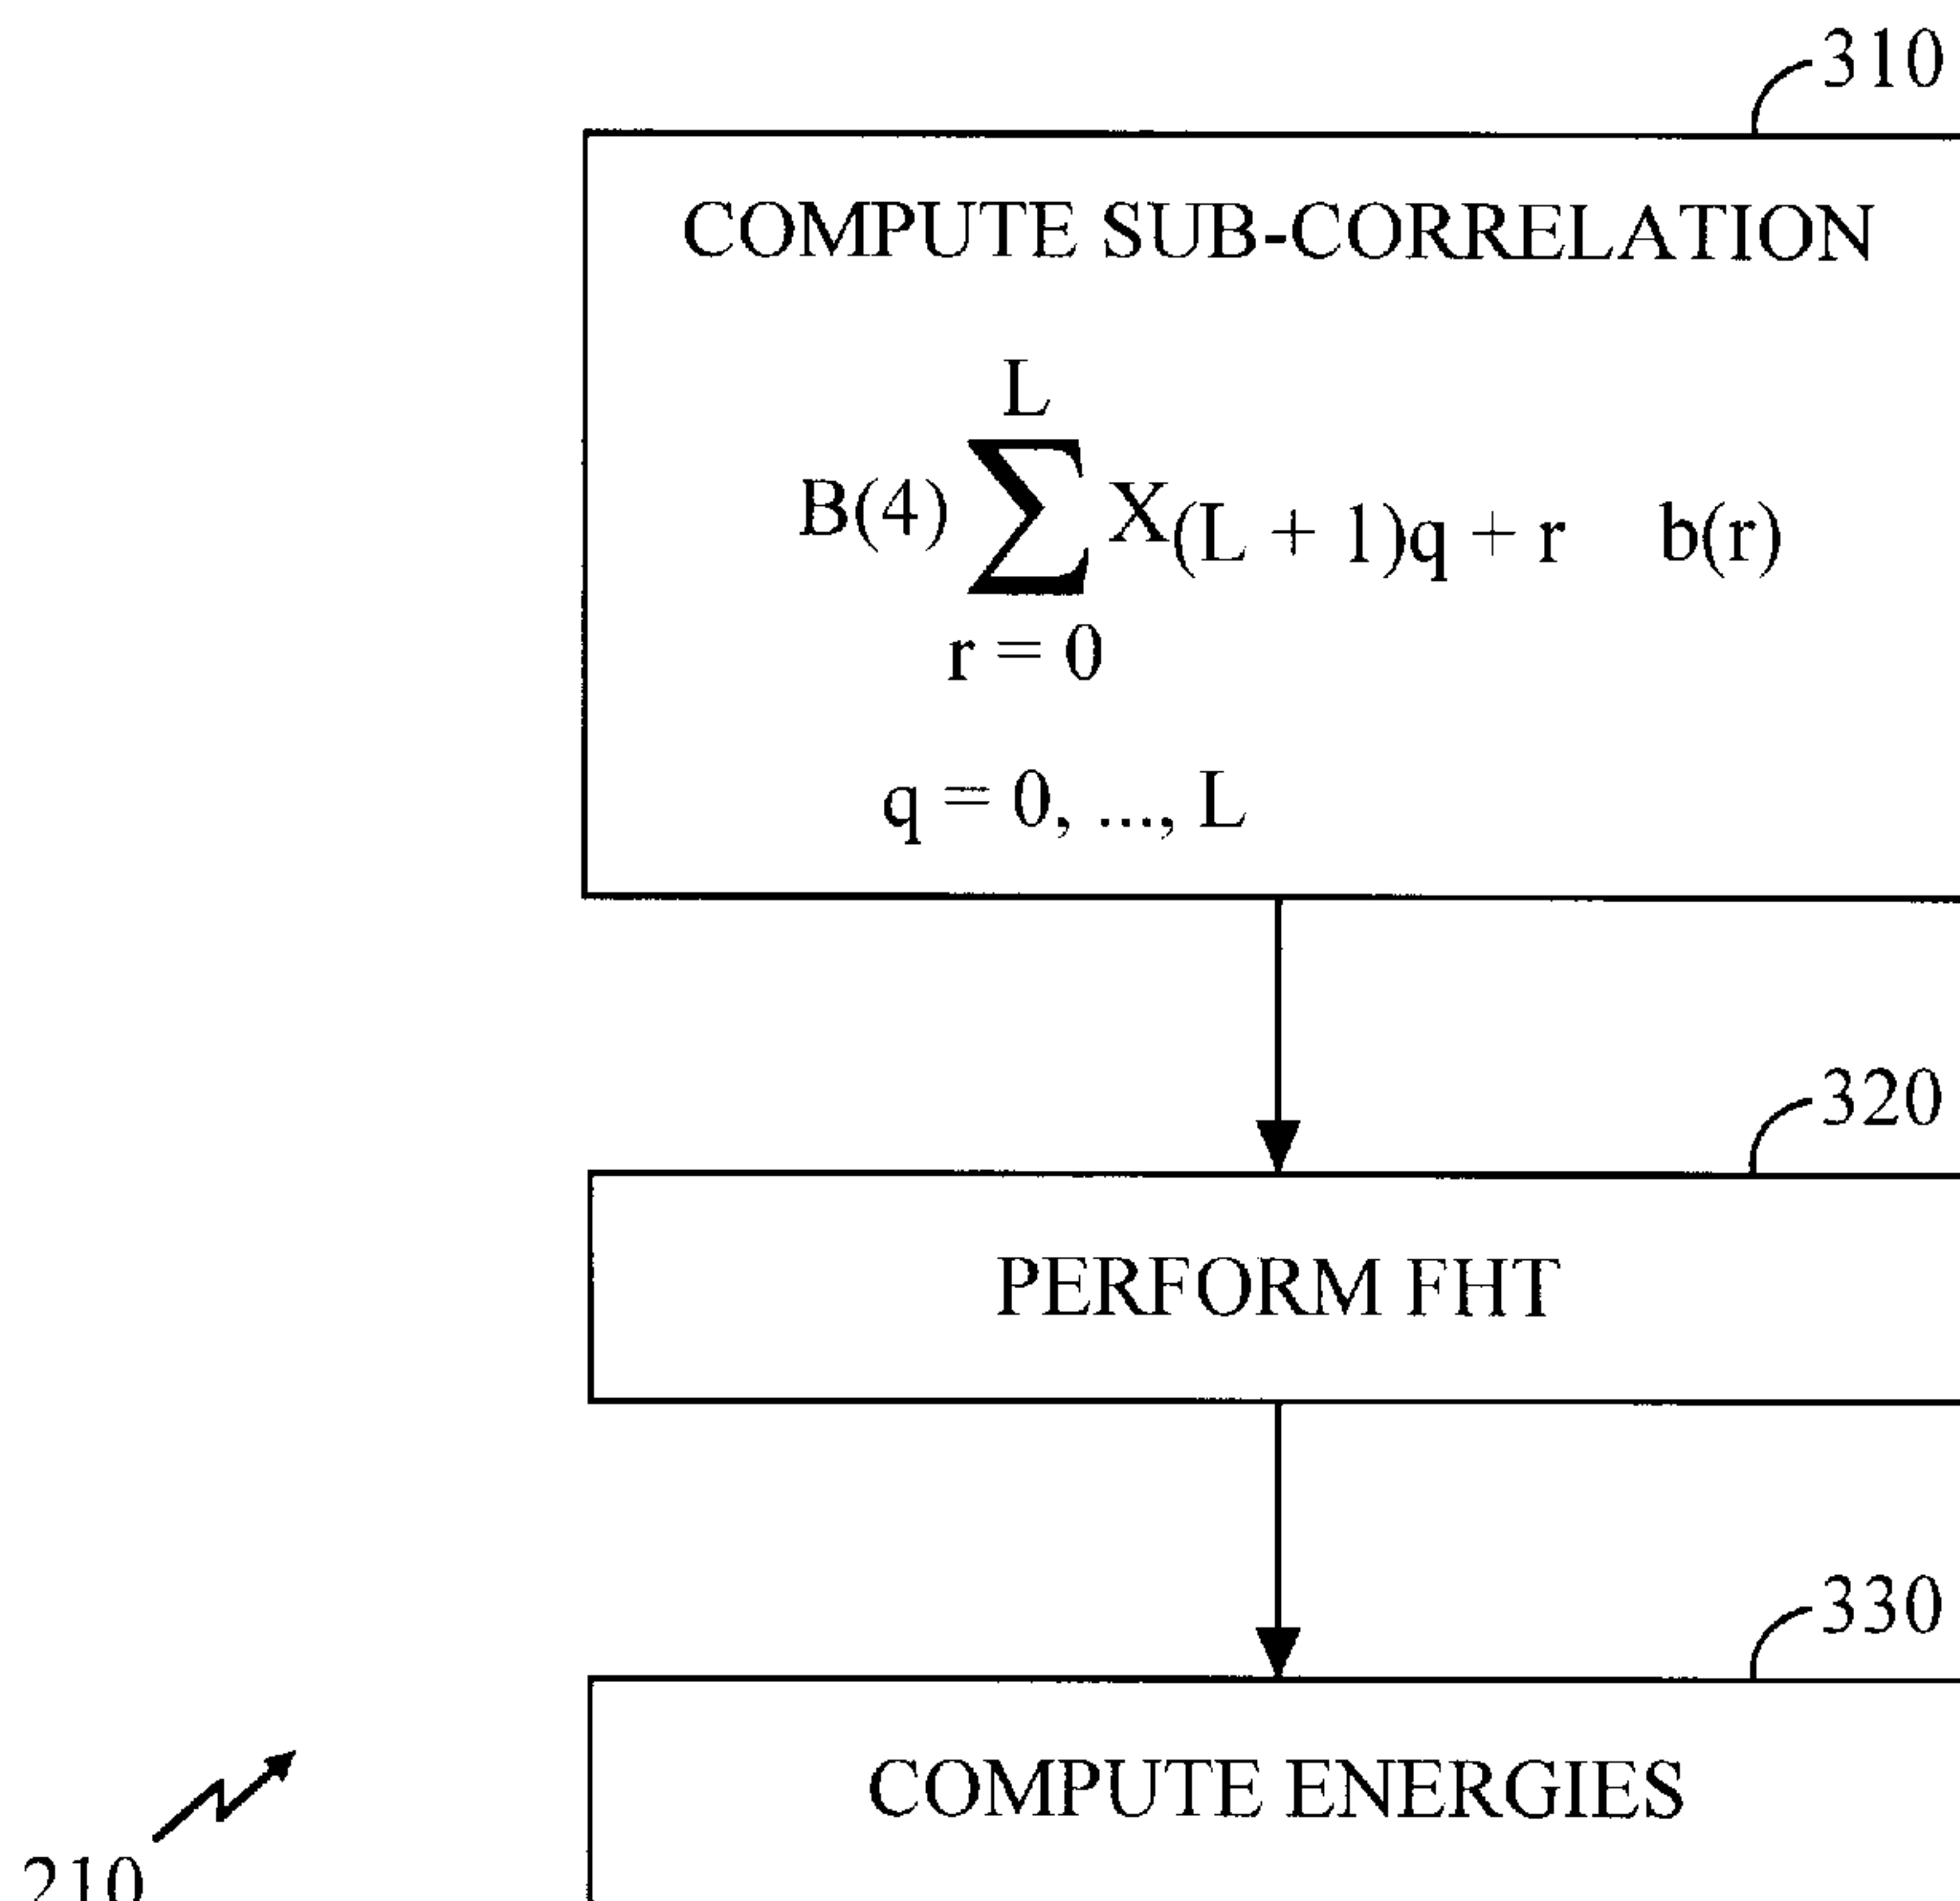 310
COMPUTE SUB-CORRELATION
L
B(4) ∑ X(L + 1)q + r b(r)
r = 0
q = 0, ..., L
320
PERFORM FHT
330
COMPUTE ENERGIES
210